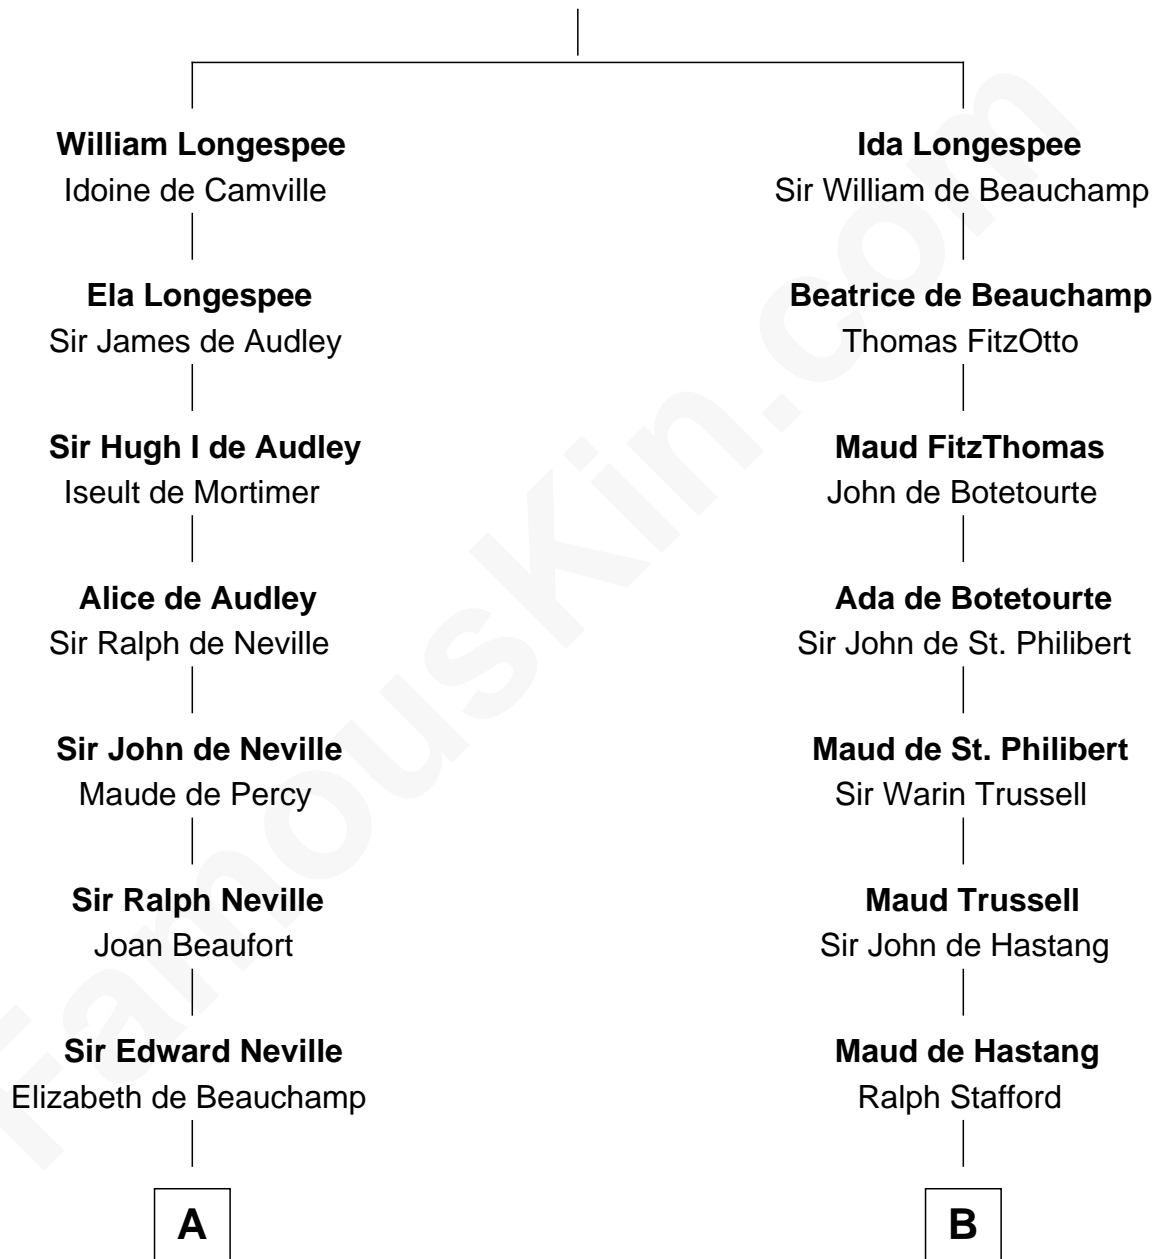 William Longespee
Idoine de Camville
Ela Longespee
Sir James de Audley
Sir Hugh I de Audley
Iseult de Mortimer
Alice de Audley
Sir Ralph de Neville
Sir John de Neville
Maude de Percy
Sir Ralph Neville
Joan Beaufort
Sir Edward Neville
Elizabeth de Beauchamp
A
Ida Longespee
Sir William de Beauchamp
Beatrice de Beauchamp
Thomas FitzOtto
Maud FitzThomas
John de Botetourte
Ada de Botetourte
Sir John de St. Philibert
Maud de St. Philibert
Sir Warin Trussell
Maud Trussell
Sir John de Hastang
Maud de Hastang
Ralph Stafford
B
FamousKin.com